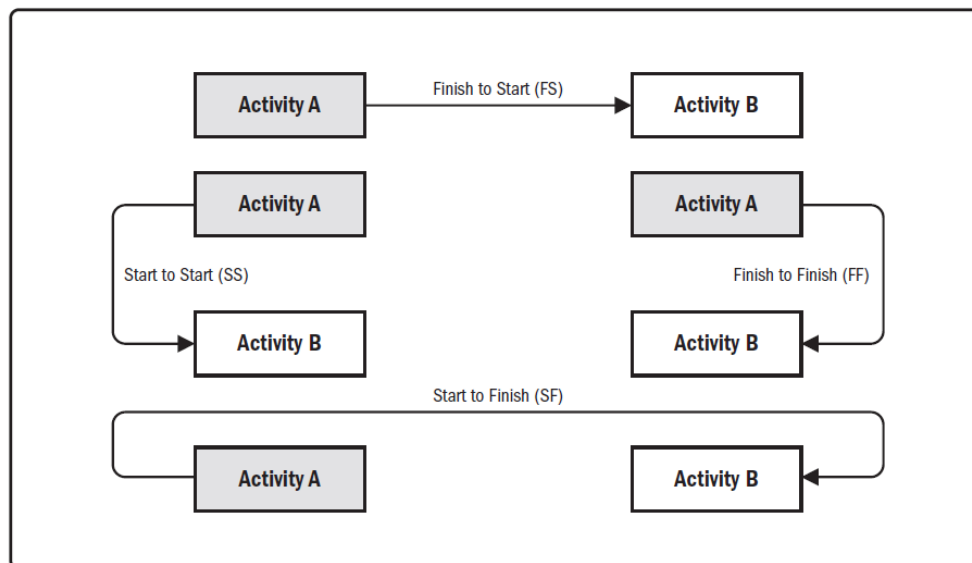 Finish to Start (FS)
Activity A
Activity B
Activity A
Activity A
Start to Start (SS)
Finish to Finish (FF)
Activity B
Activity B
Start to Finish (SF)
Activity A
Activity B